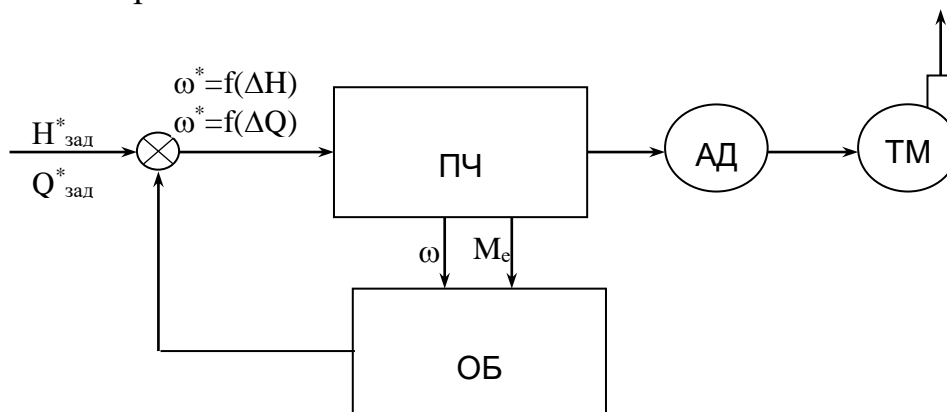 ω*=f(ΔH)
ω*=f(ΔQ)
H*зад
Q*зад
ПЧ
АД
ТМ
ω
Mе
ОБ